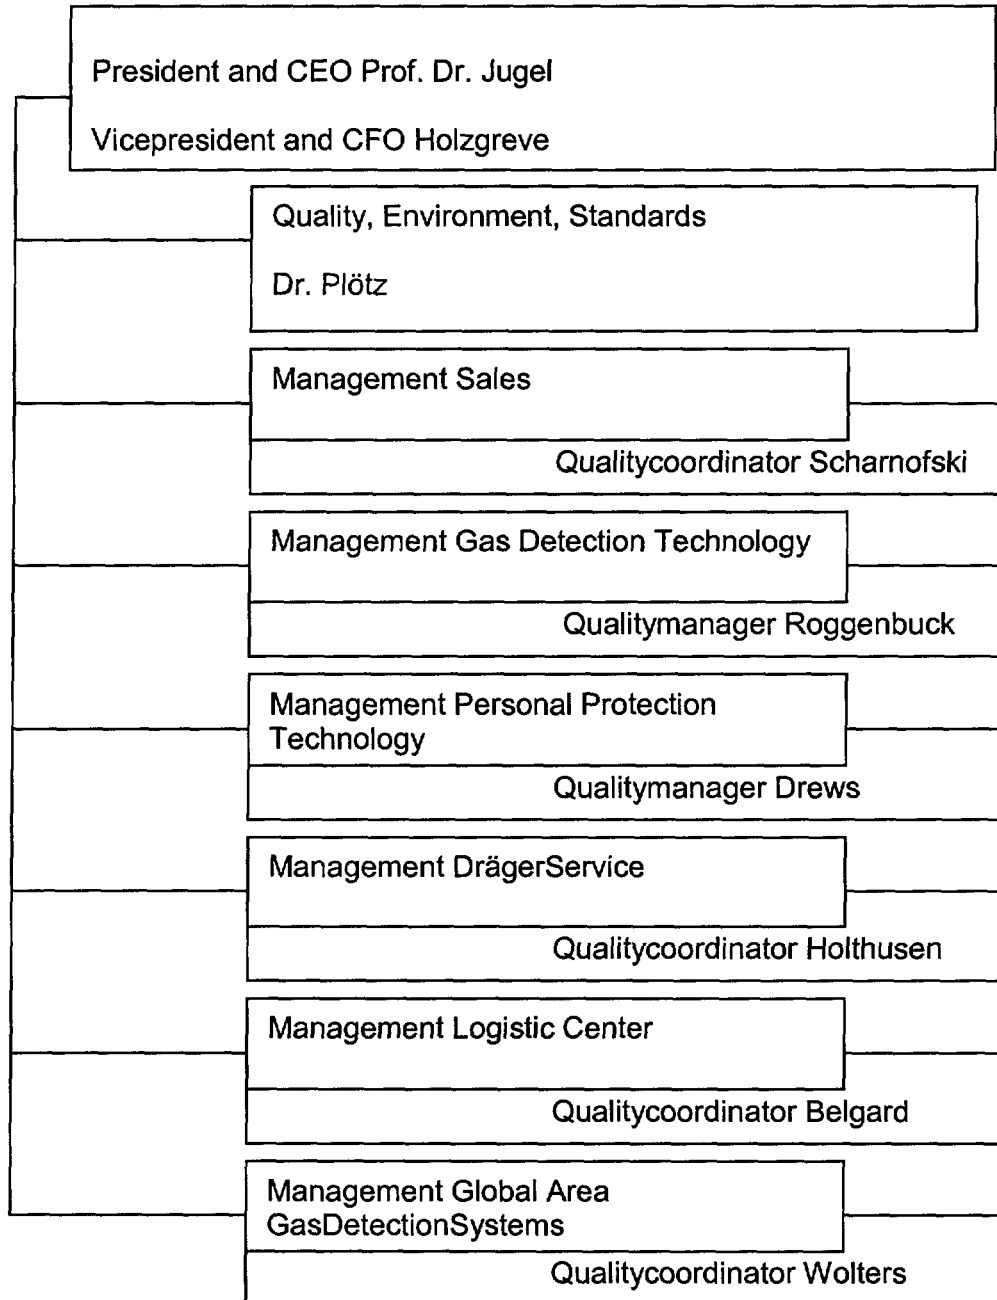 President and CEO Prof. Dr. Jugel
Vicepresident and CFO Holzgreve
Quality, Environment, Standards
Dr. Plötz
Management Sales
Qualitycoordinator Scharnofski
Management Gas Detection Technology
Qualitymanager Roggenbuck
Management Personal Protection
Technology
Qualitymanager Drews
Management DrägerService
Qualitycoordinator Holthusen
Management Logistic Center
Qualitycoordinator Belgard
Management Global Area
GasDetectionSystems
Qualitycoordinator Wolters